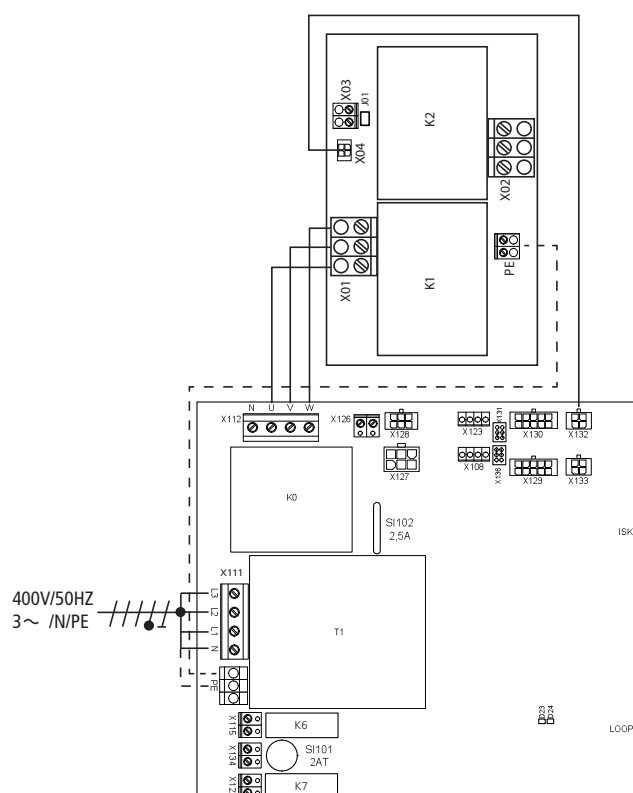 X03
J01
X04
K2
X02
X01
K1
PE
N U V W
X112
X126
X128
X127
X123
X108
X131
X136
X130
X129
X132
X133
K0
SI102
2,5A
ISK
X111
400V/50HZ
3~ /N/PE
L3
L2
L1
N
PE
T1
X115
K6
X134
SI101
2AT
X12
K7
D23
D24
LOOP